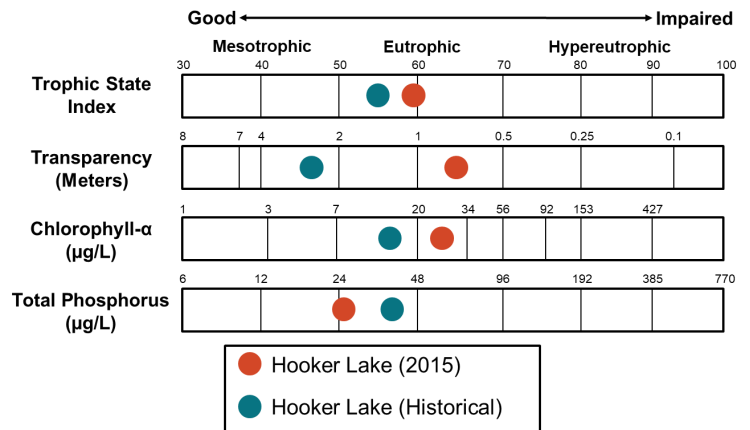 Good Impaired
Mesotrophic Eutrophic Hypereutrophic
30 40 50 60 70 80 90 100
Trophic State
Index
8 7 4 2 1 0.5 0.25 0.1
Transparency
(Meters)
1 3 7 20 34 56 92 153 427
Chlorophyll-α
(µg/L)
6 12 24 48 96 192 385 770
Total Phosphorus
(µg/L)
Hooker Lake (2015)
Hooker Lake (Historical)